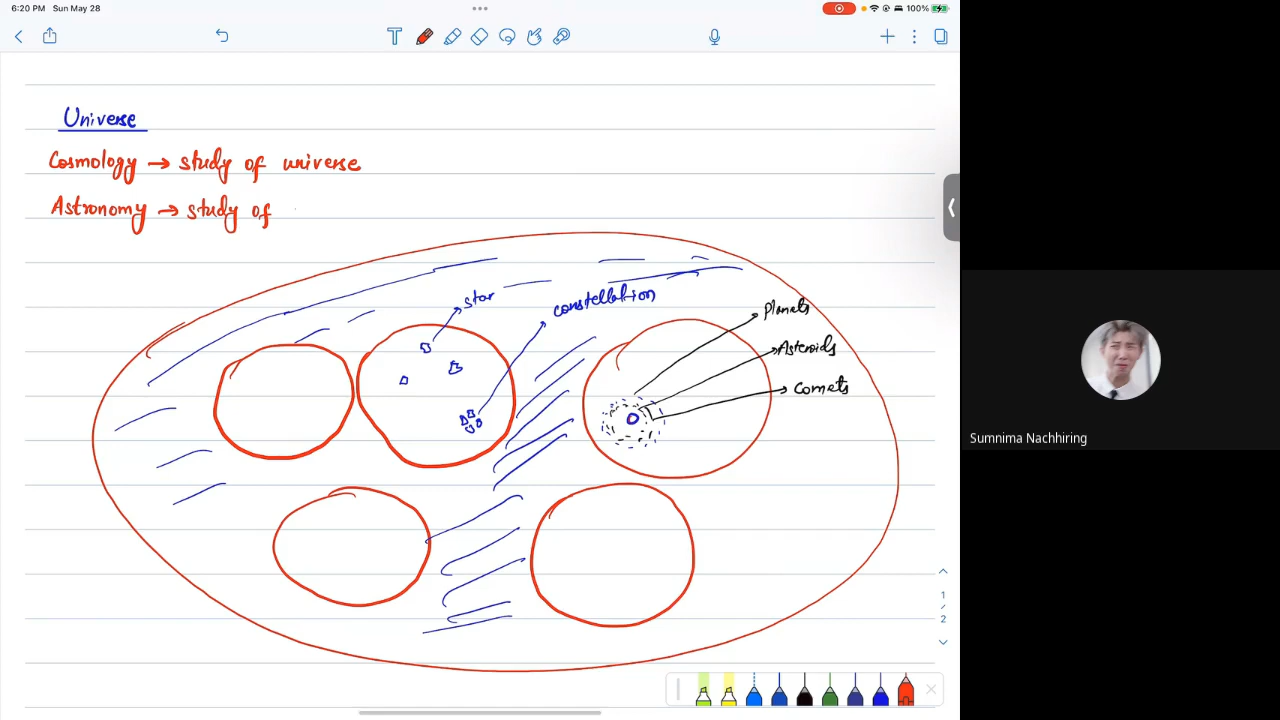 6:20 PM Sun May 28
100%
T
Universe
Cosmology → study of universe
Astronomy → study of
star
constellation
Planets
Asteroids
Comets
Sumnima Nachhiring
1
/
2